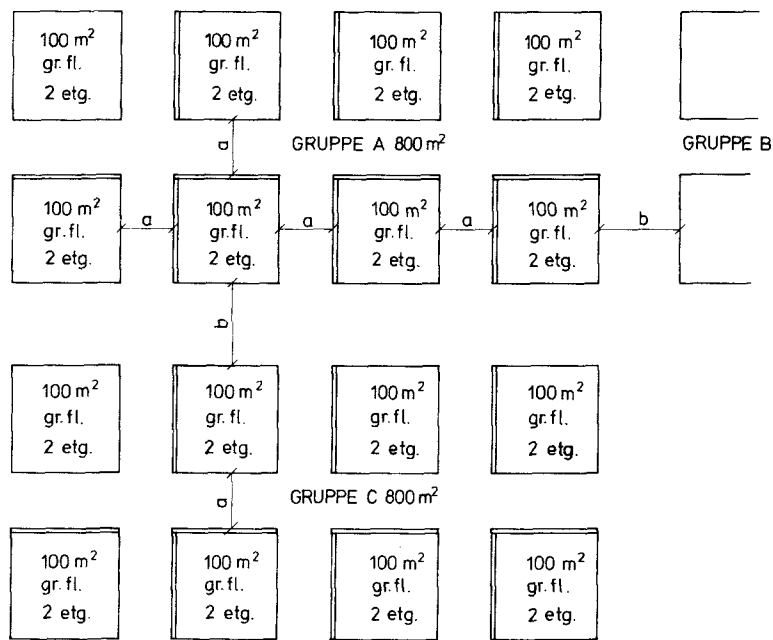 100 m²
gr. fl.
2 etg.
100 m²
gr. fl.
2 etg.
100 m²
gr. fl.
2 etg.
100 m²
gr. fl.
2 etg.
a
GRUPPE A 800 m²
GRUPPE B
100 m²
gr. fl.
2 etg.
a
100 m²
gr. fl.
2 etg.
a
100 m²
gr. fl.
2 etg.
a
100 m²
gr. fl.
2 etg.
b
b
100 m²
gr. fl.
2 etg.
100 m²
gr. fl.
2 etg.
100 m²
gr. fl.
2 etg.
100 m²
gr. fl.
2 etg.
a
GRUPPE C 800 m²
100 m²
gr. fl.
2 etg.
100 m²
gr. fl.
2 etg.
100 m²
gr. fl.
2 etg.
100 m²
gr. fl.
2 etg.